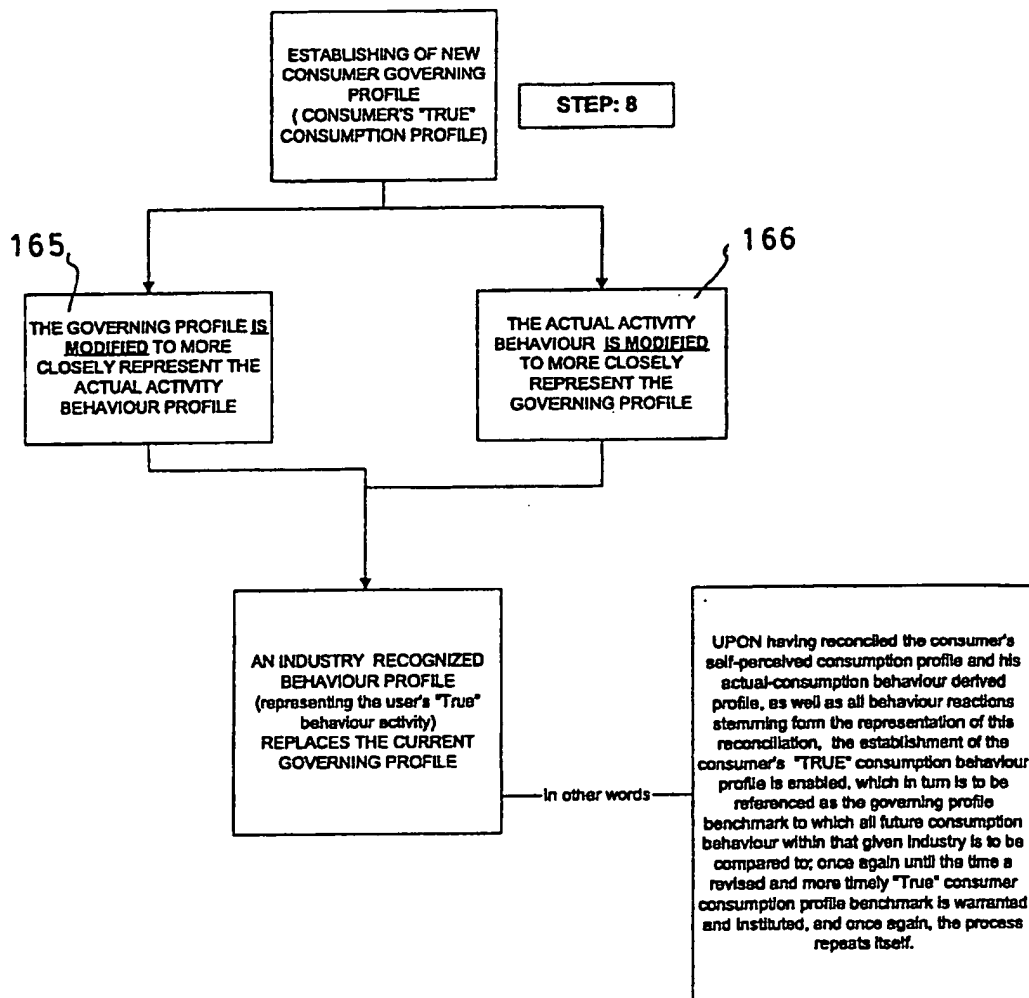 ESTABLISHING OF NEW
CONSUMER GOVERNING
PROFILE
( CONSUMER'S "TRUE"
CONSUMPTION PROFILE)
STEP: 8
165
166
THE GOVERNING PROFILE IS
MODIFIED TO MORE
CLOSELY REPRESENT THE
ACTUAL ACTIVITY
BEHAVIOUR PROFILE
THE ACTUAL ACTIVITY
BEHAVIOUR IS MODIFIED
TO MORE CLOSELY
REPRESENT THE
GOVERNING PROFILE
AN INDUSTRY RECOGNIZED
BEHAVIOUR PROFILE
(representing the user's "True"
behaviour activity)
REPLACES THE CURRENT
GOVERNING PROFILE
In other words
UPON having reconciled the consumer's
self-perceived consumption profile and his
actual-consumption behaviour derived
profile, as well as all behaviour reactions
stemming form the representation of this
reconciliation, the establishment of the
consumer's "TRUE" consumption behaviour
profile is enabled, which in turn is to be
referenced as the governing profile
benchmark to which all future consumption
behaviour within that given industry is to be
compared to; once again until the time a
revised and more timely "True" consumer
consumption profile benchmark is warranted
and instituted, and once again, the process
repeats itself.